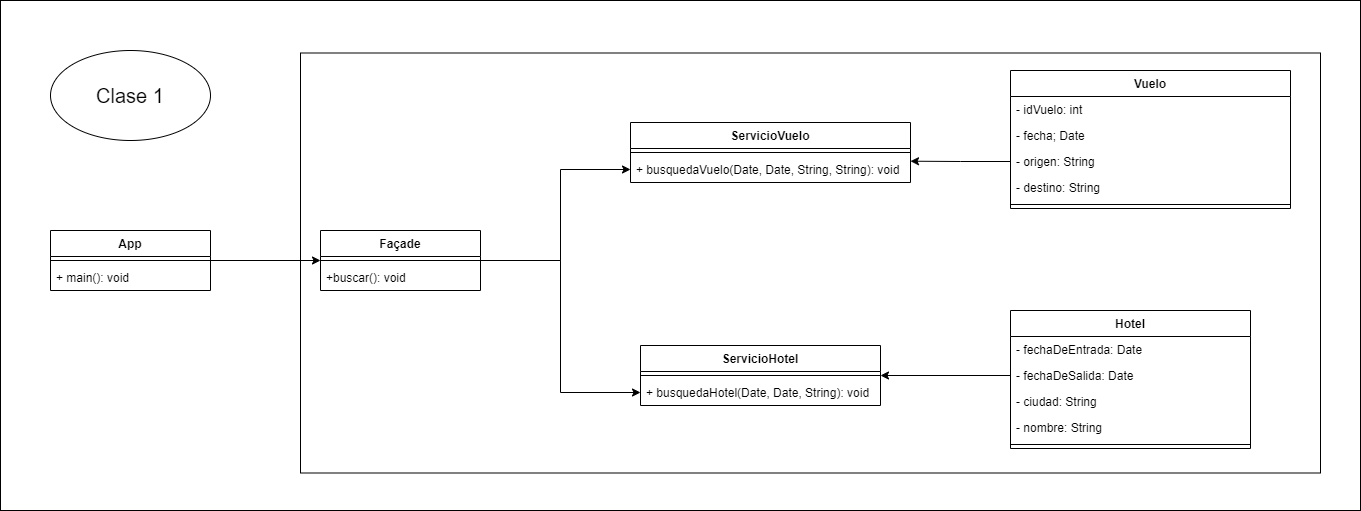 Clase 1
App
+ main(): void
Façade
+buscar(): void
ServicioVuelo
+ busquedaVuelo(Date, Date, String, String): void
Vuelo
- idVuelo: int
- fecha; Date
- origen: String
- destino: String
ServicioHotel
+ busquedaHotel(Date, Date, String): void
Hotel
- fechaDeEntrada: Date
- fechaDeSalida: Date
- ciudad: String
- nombre: String